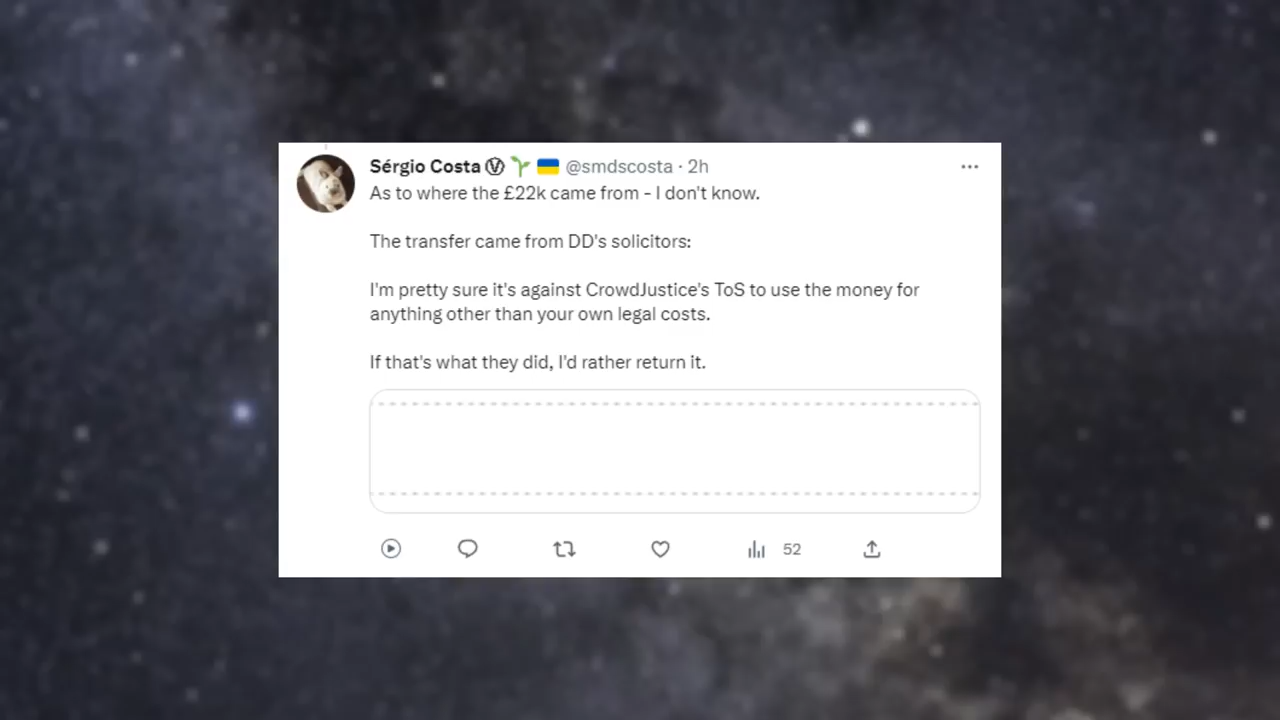 Sérgio Costa Ⓥ 🌱 🇺🇦 @smdscosta · 2h
As to where the £22k came from - I don't know.
The transfer came from DD's solicitors:
I'm pretty sure it's against CrowdJustice's ToS to use the money for
anything other than your own legal costs.
If that's what they did, I'd rather return it.
52